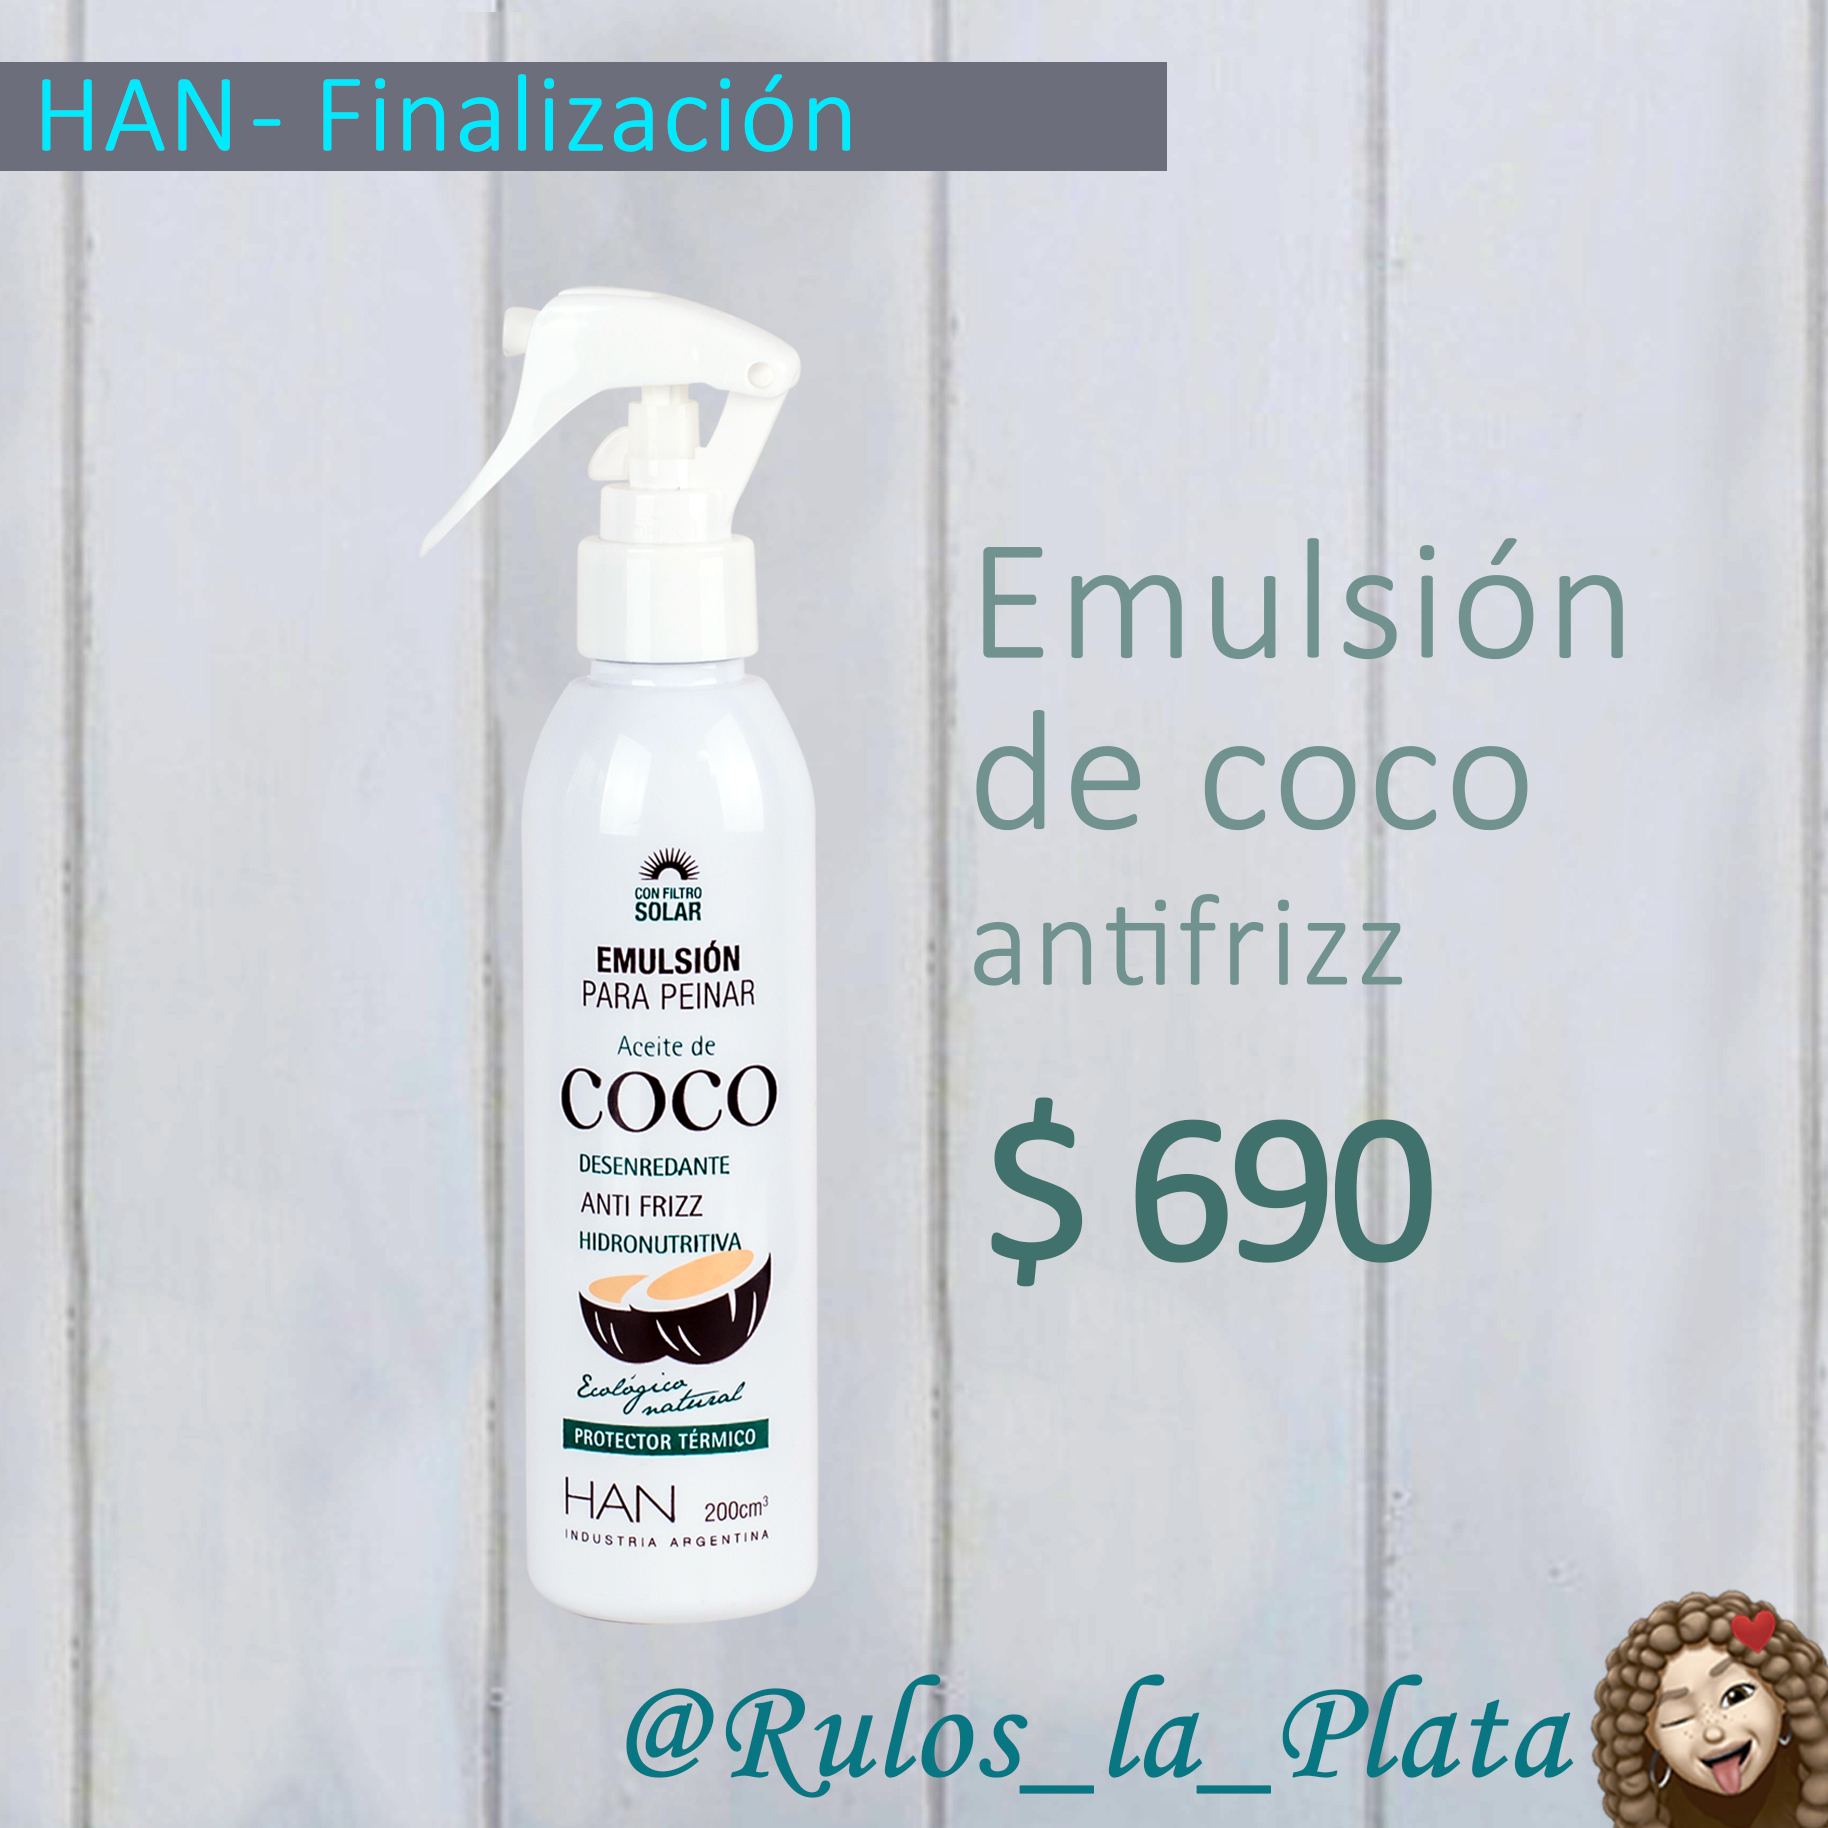 HAN - Finalización
CON FILTRO
SOLAR
EMULSIÓN
PARA PEINAR
Aceite de
COCO
DESENREDANTE
ANTI FRIZZ
HIDRONUTRITIVA
Ecológico
natural
PROTECTOR TÉRMICO
HAN 200cm³
INDUSTRIA ARGENTINA
Emulsión
de coco
antifrizz
$ 690
@Rulos_la_Plata